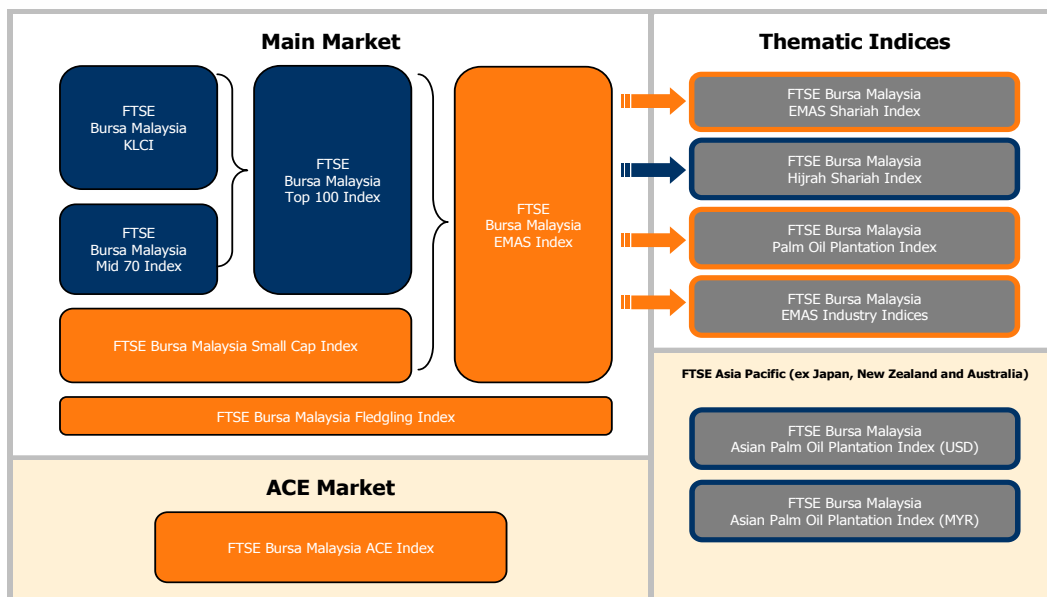 Main Market
FTSE
Bursa Malaysia
KLCI
FTSE
Bursa Malaysia
Mid 70 Index
FTSE
Bursa Malaysia
Top 100 Index
FTSE
Bursa Malaysia
EMAS Index
FTSE Bursa Malaysia Small Cap Index
FTSE Bursa Malaysia Fledgling Index
Thematic Indices
FTSE Bursa Malaysia
EMAS Shariah Index
FTSE Bursa Malaysia
Hijrah Shariah Index
FTSE Bursa Malaysia
Palm Oil Plantation Index
FTSE Bursa Malaysia
EMAS Industry Indices
ACE Market
FTSE Bursa Malaysia ACE Index
FTSE Asia Pacific (ex Japan, New Zealand and Australia)
FTSE Bursa Malaysia
Asian Palm Oil Plantation Index (USD)
FTSE Bursa Malaysia
Asian Palm Oil Plantation Index (MYR)